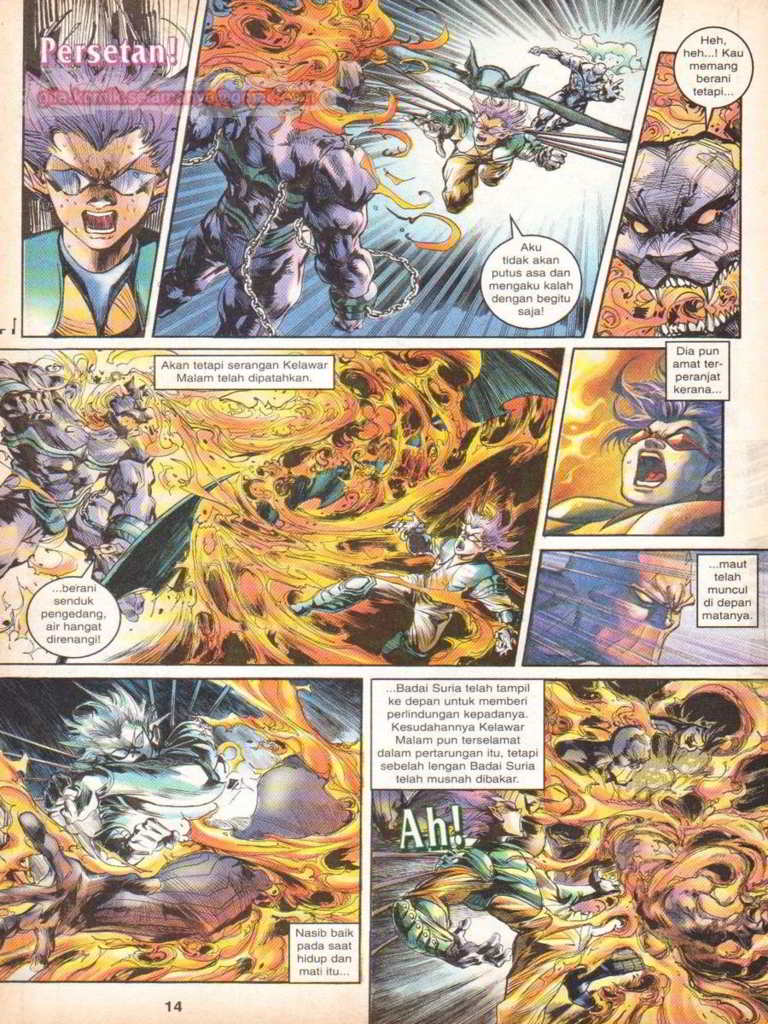 Persetan!
Aku
tidak akan
putus asa dan
mengaku kalah
dengan begitu
saja!
Heh,
heh...! Kau
memang
berani
tetapi...
Akan tetapi serangan Kelawar
Malam telah dipatahkan.
...berani
senduk
pengedang,
air hangat
direnangi!
Dia pun
amat ter-
peranjat
kerana...
...maut
telah
muncul
di depan
matanya.
Nasib baik
pada saat
hidup dan
mati itu...
...Badai Suria telah tampil
ke depan untuk memberi
perlindungan kepadanya.
Kesudahannya Kelawar
Malam pun terselamat
dalam pertarungan itu, tetapi
sebelah lengan Badai Suria
telah musnah dibakar.
Ah!
14